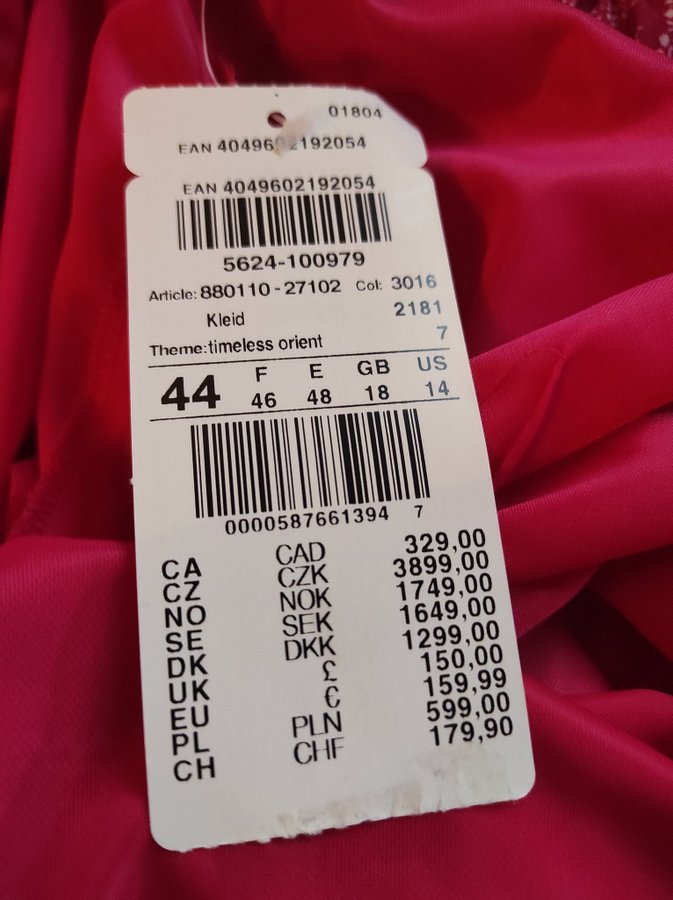 01804
EAN 4049602192054
EAN 4049602192054
5624-100979
Article: 880110-27102 Col: 3016
Kleid 2181
Theme:timeless orient 7
44 F E GB US
46 48 18 14
0000587661394 7
CA CAD 329,00
CZ CZK 3899,00
NO NOK 1749,00
SE SEK 1649,00
DK DKK 1299,00
UK £ 150,00
EU € 159,99
PL PLN 599,00
CH CHF 179,90